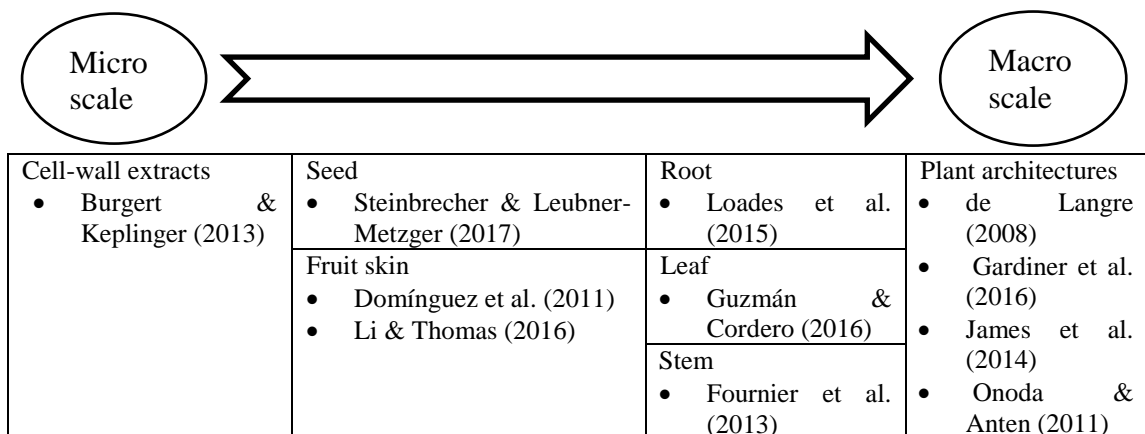 Micro
scale
Macro
scale
Cell-wall extracts
• Burgert &
Keplinger (2013)
Seed
• Steinbrecher & Leubner-
Metzger (2017)
Fruit skin
• Domínguez et al. (2011)
• Li & Thomas (2016)
Root
• Loades et al.
(2015)
Leaf
• Guzmán &
Cordero (2016)
Stem
• Fournier et al.
(2013)
Plant architectures
• de Langre
(2008)
• Gardiner et al.
(2016)
• James et al.
(2014)
• Onoda &
Anten (2011)